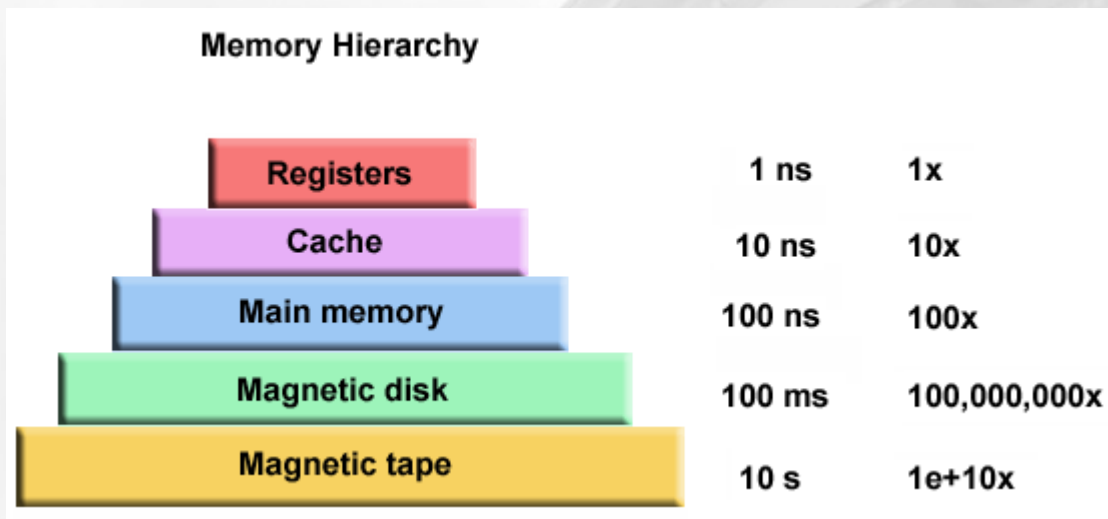 Memory Hierarchy
Registers 1 ns 1x
Cache 10 ns 10x
Main memory 100 ns 100x
Magnetic disk 100 ms 100,000,000x
Magnetic tape 10 s 1e+10x